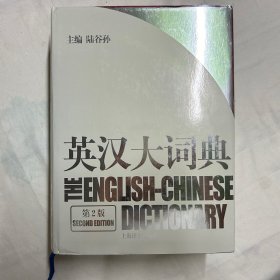 主编 陆谷孙
英汉大词典
THE ENGLISH-CHINESE
DICTIONARY
第2版
SECOND EDITION